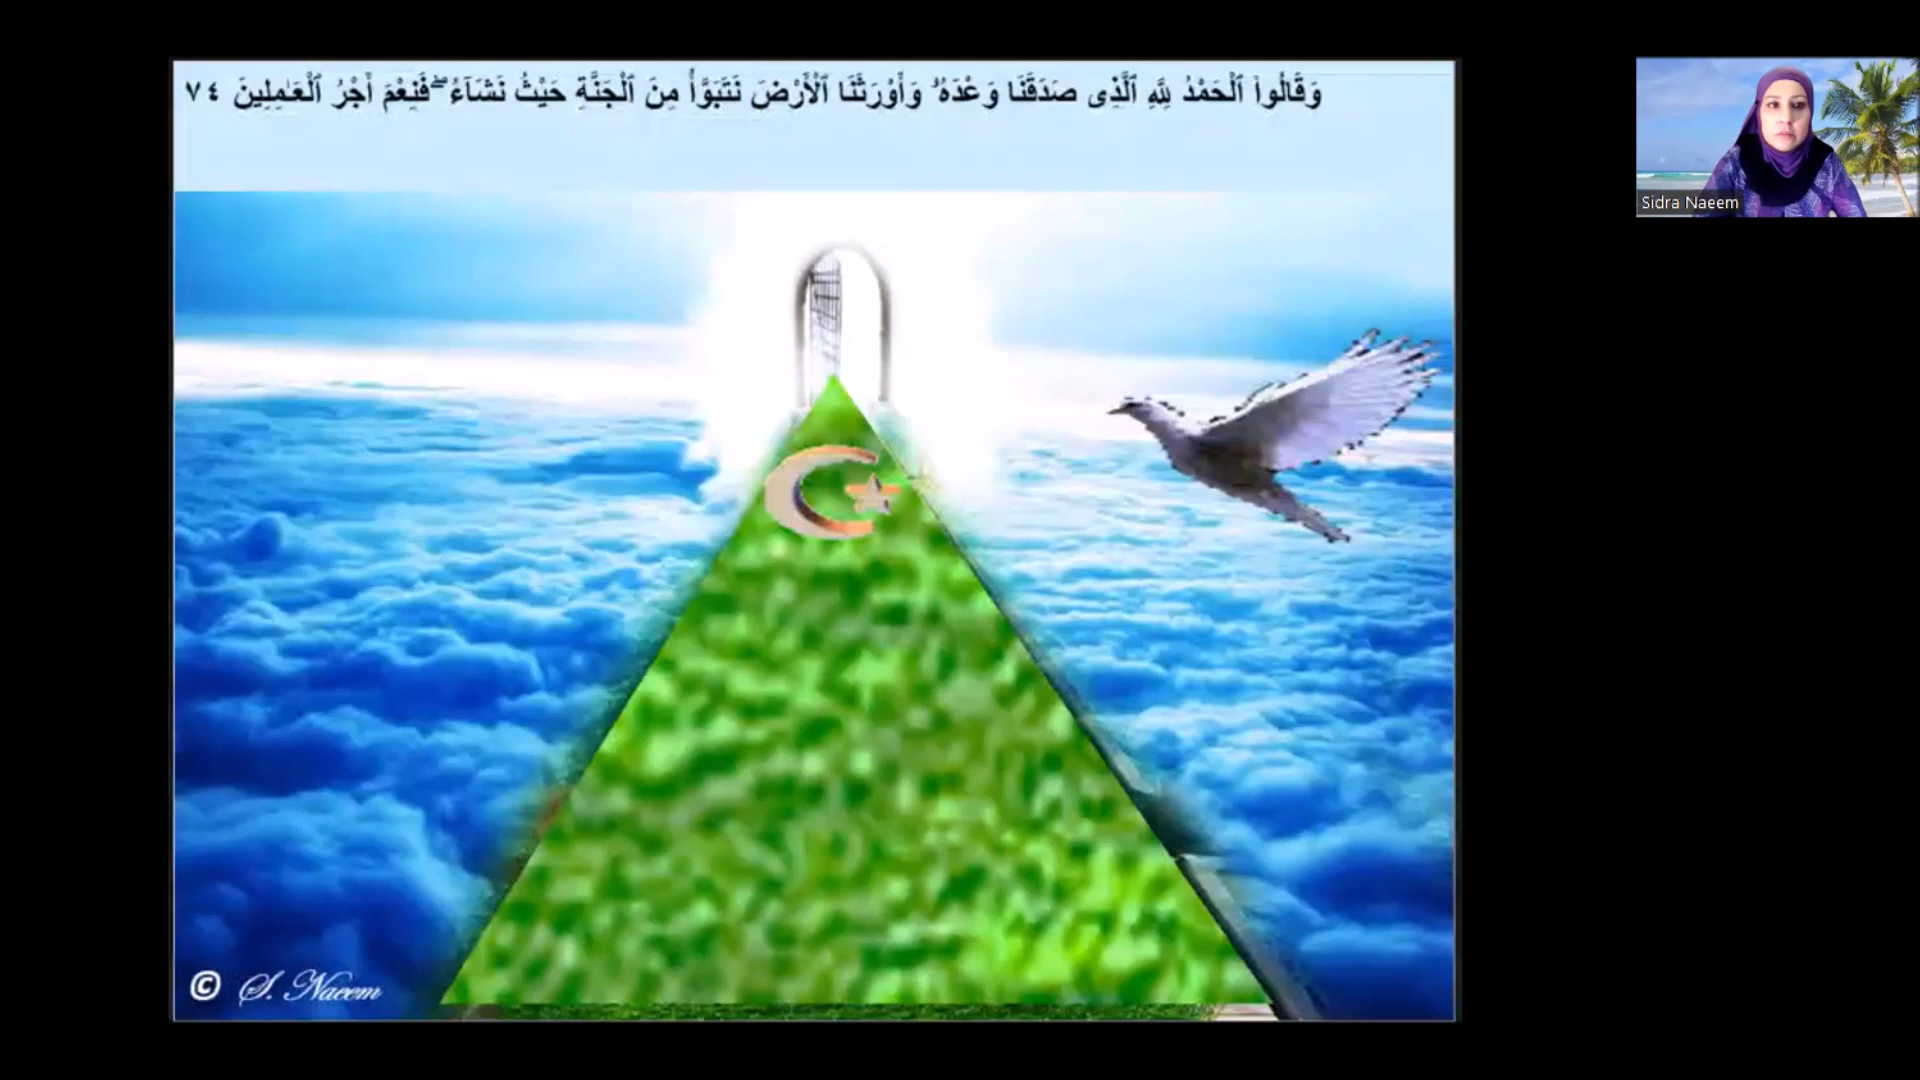 وَقَالُوا۟ ٱلْحَمْدُ لِلَّهِ ٱلَّذِى صَدَقَنَا وَعْدَهُۥ وَأَوْرَثَنَا ٱلْأَرْضَ نَتَبَوَّأُ مِنَ ٱلْجَنَّةِ حَيْثُ نَشَآءُ ۖ فَنِعْمَ أَجْرُ ٱلْعَـٰمِلِينَ ٧٤
Sidra Naeem
© S. Naeem